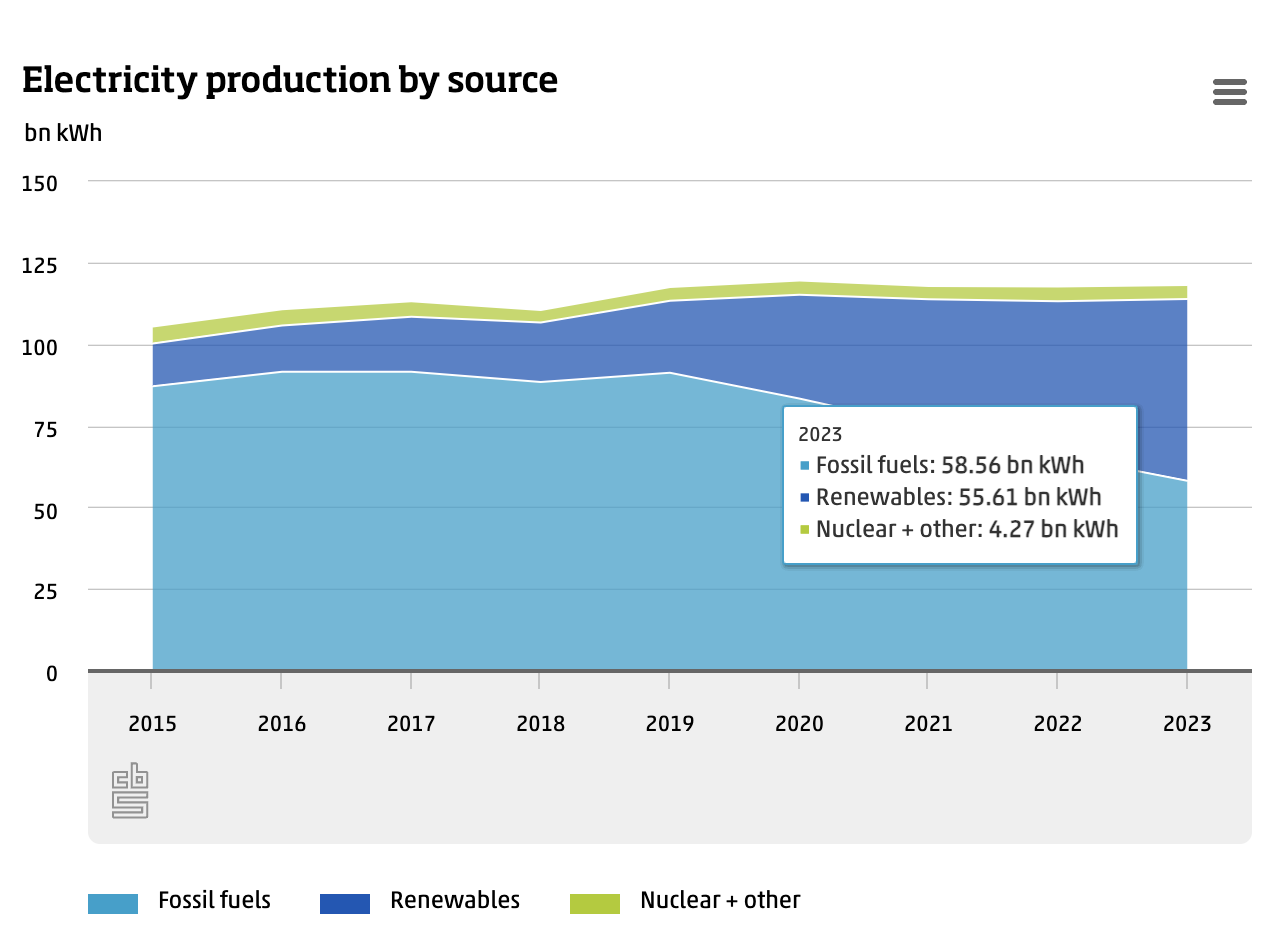 Electricity production by source
bn kWh
150
125
100
75
50
25
0
2023
Fossil fuels: 58.56 bn kWh
Renewables: 55.61 bn kWh
Nuclear + other: 4.27 bn kWh
2015 2016 2017 2018 2019 2020 2021 2022 2023
cbs
Fossil fuels Renewables Nuclear + other